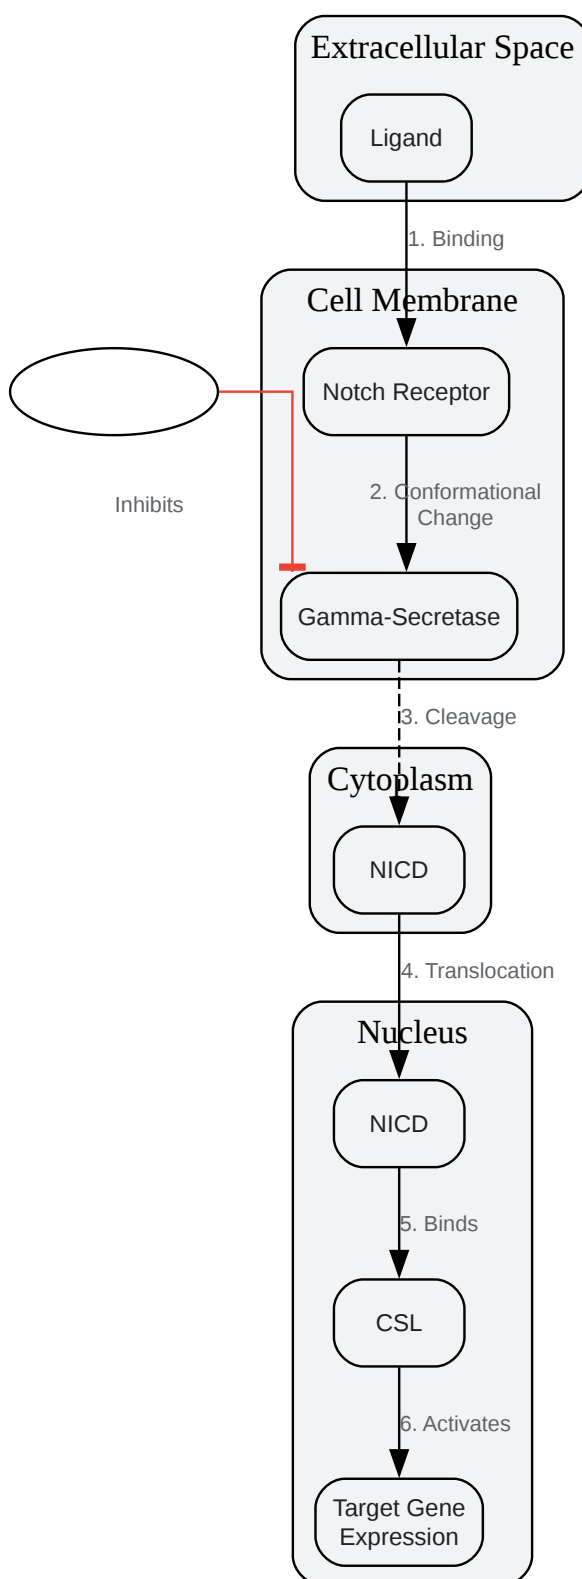 Extracellular Space
Ligand
1. Binding
Cell Membrane
Notch Receptor
2. Conformational
Change
Inhibits
Gamma-Secretase
3. Cleavage
Cytoplasm
NICD
4. Translocation
Nucleus
NICD
5. Binds
CSL
6. Activates
Target Gene
Expression